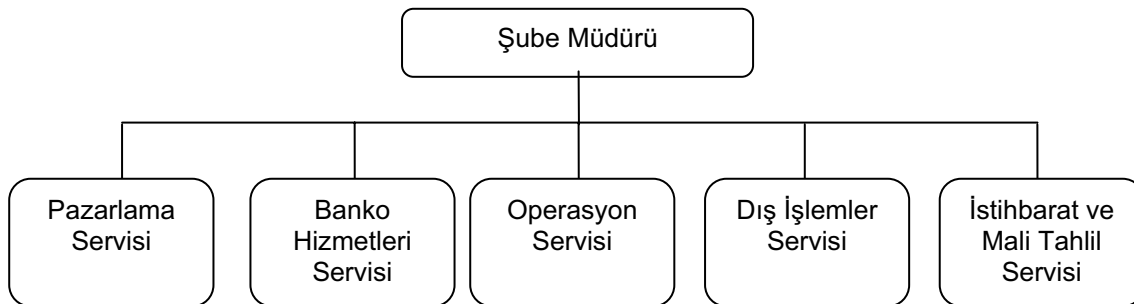 Şube Müdürü
Pazarlama
Servisi
Banko
Hizmetleri
Servisi
Operasyon
Servisi
Dış İşlemler
Servisi
İstihbarat ve
Mali Tahlil
Servisi